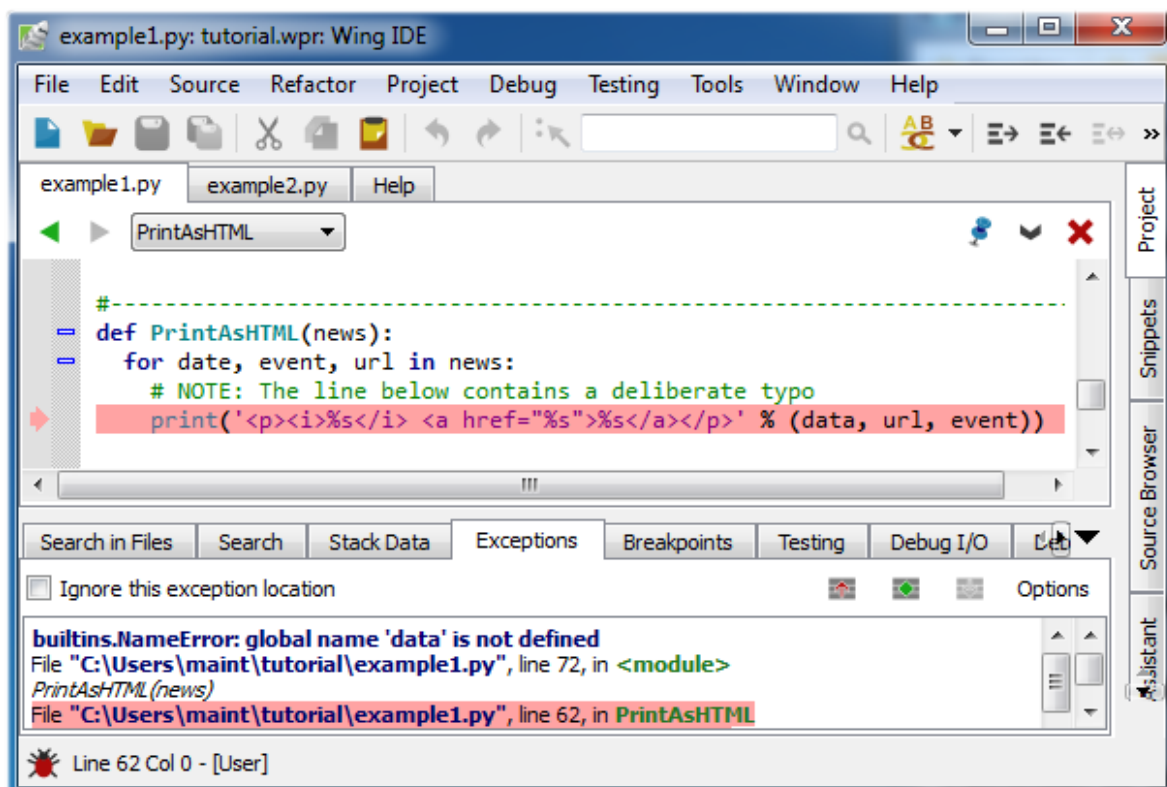 example1.py: tutorial.wpr: Wing IDE
File Edit Source Refactor Project Debug Testing Tools Window Help
AB
example1.py example2.py Help
PrintAsHTML
#-----------------------------------------------------------------------
def PrintAsHTML(news):
for date, event, url in news:
# NOTE: The line below contains a deliberate typo
print('<p><i>%s</i> <a href="%s">%s</a></p>' % (data, url, event))
Search in Files Search Stack Data Exceptions Breakpoints Testing Debug I/O
Ignore this exception location Options
builtins.NameError: global name 'data' is not defined
File "C:\Users\maint\tutorial\example1.py", line 72, in <module>
PrintAsHTML(news)
File "C:\Users\maint\tutorial\example1.py", line 62, in PrintAsHTML
Line 62 Col 0 - [User]
Project
Snippets
Source Browser